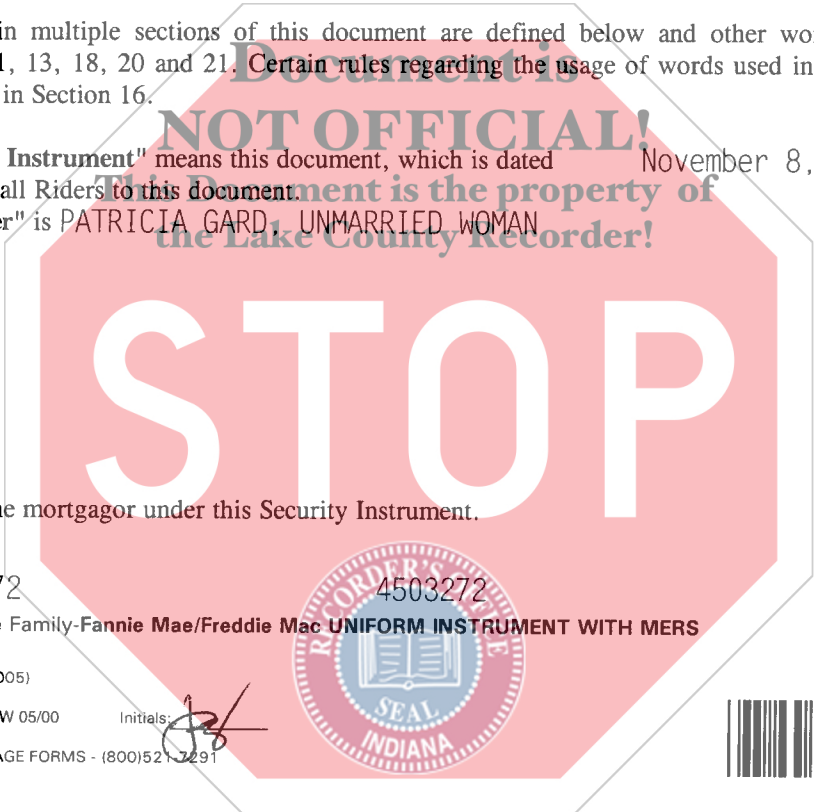 in multiple sections of this document are defined below and other wo
1, 13, 18, 20 and 21. Certain rules regarding the usage of words used in
in Section 16.
Document is
NOT OFFICIAL!
This Document is the property of
the Lake County Recorder!
Instrument" means this document, which is dated November 8,
all Riders to this document.
er" is PATRICIA GARD, UNMARRIED WOMAN
STOP
he mortgagor under this Security Instrument.
72 4503272
e Family-Fannie Mae/Freddie Mac UNIFORM INSTRUMENT WITH MERS
005)
W 05/00 Initials:
AGE FORMS - (800)521-7291
RECORDER'S OFFICE
SEAL
INDIANA